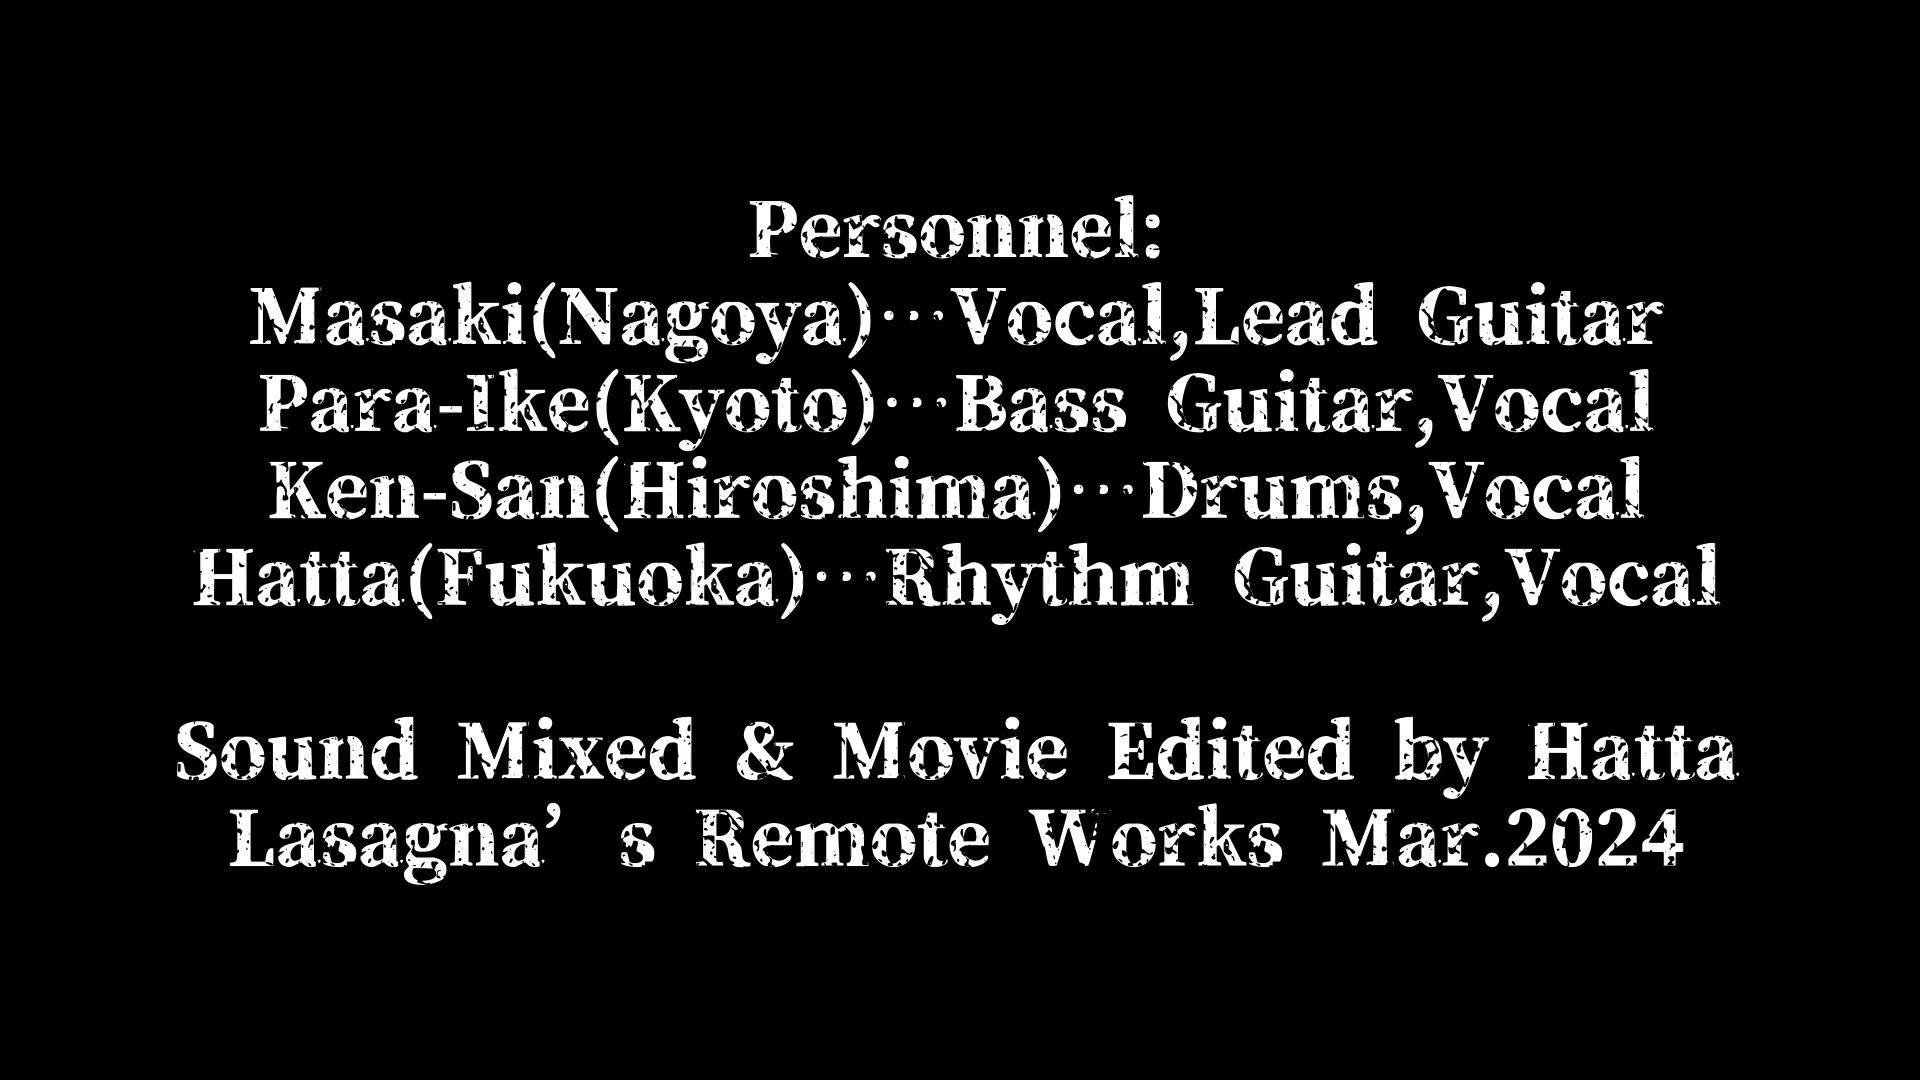 Personnel:
Masaki(Nagoya)…Vocal,Lead Guitar
Para-Ike(Kyoto)…Bass Guitar,Vocal
Ken-San(Hiroshima)…Drums,Vocal
Hatta(Fukuoka)…Rhythm Guitar,Vocal
Sound Mixed & Movie Edited by Hatta
Lasagna’s Remote Works Mar.2024